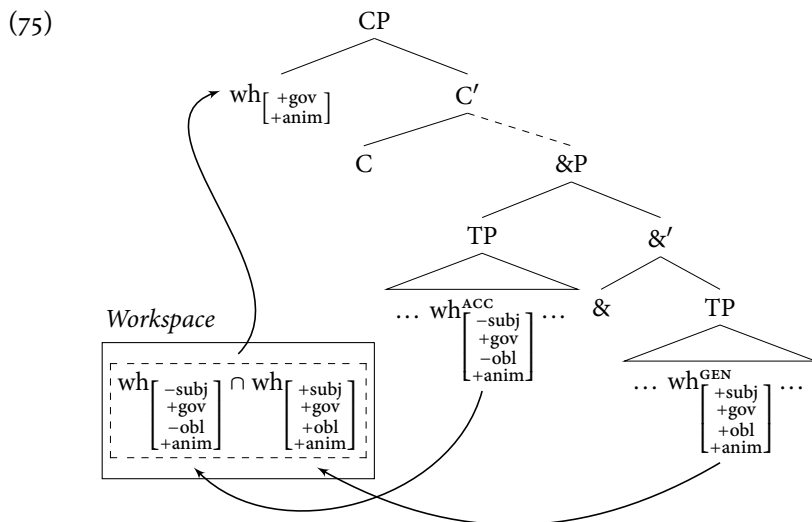 (75)
CP
wh[+gov +anim]
C′
C
&P
TP
&′
… wh^ACC[−subj +gov −obl +anim] …
&
TP
Workspace
… wh^GEN[+subj +gov +obl +anim] …
wh[−subj +gov −obl +anim] ∩ wh[+subj +gov +obl +anim]